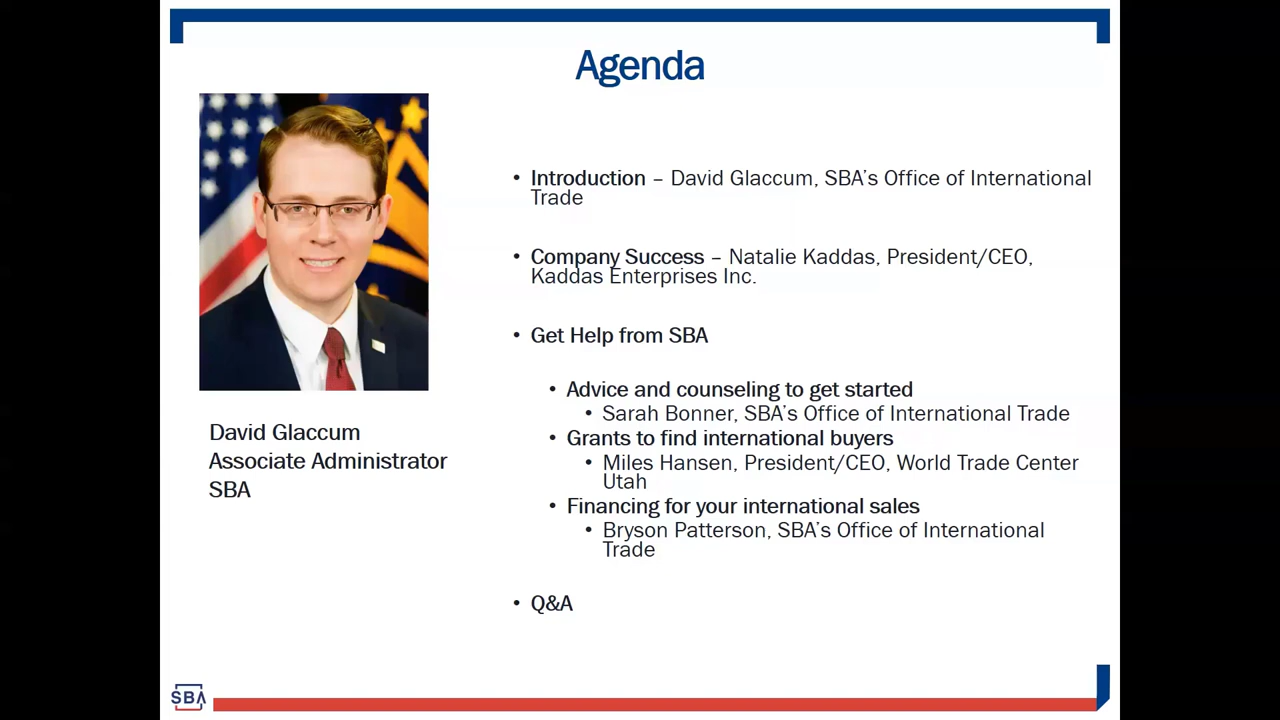 Agenda
• Introduction – David Glaccum, SBA's Office of International
Trade
• Company Success – Natalie Kaddas, President/CEO,
Kaddas Enterprises Inc.
• Get Help from SBA
• Advice and counseling to get started
• Sarah Bonner, SBA's Office of International Trade
• Grants to find international buyers
• Miles Hansen, President/CEO, World Trade Center
Utah
• Financing for your international sales
• Bryson Patterson, SBA's Office of International
Trade
• Q&A
David Glaccum
Associate Administrator
SBA
SBA